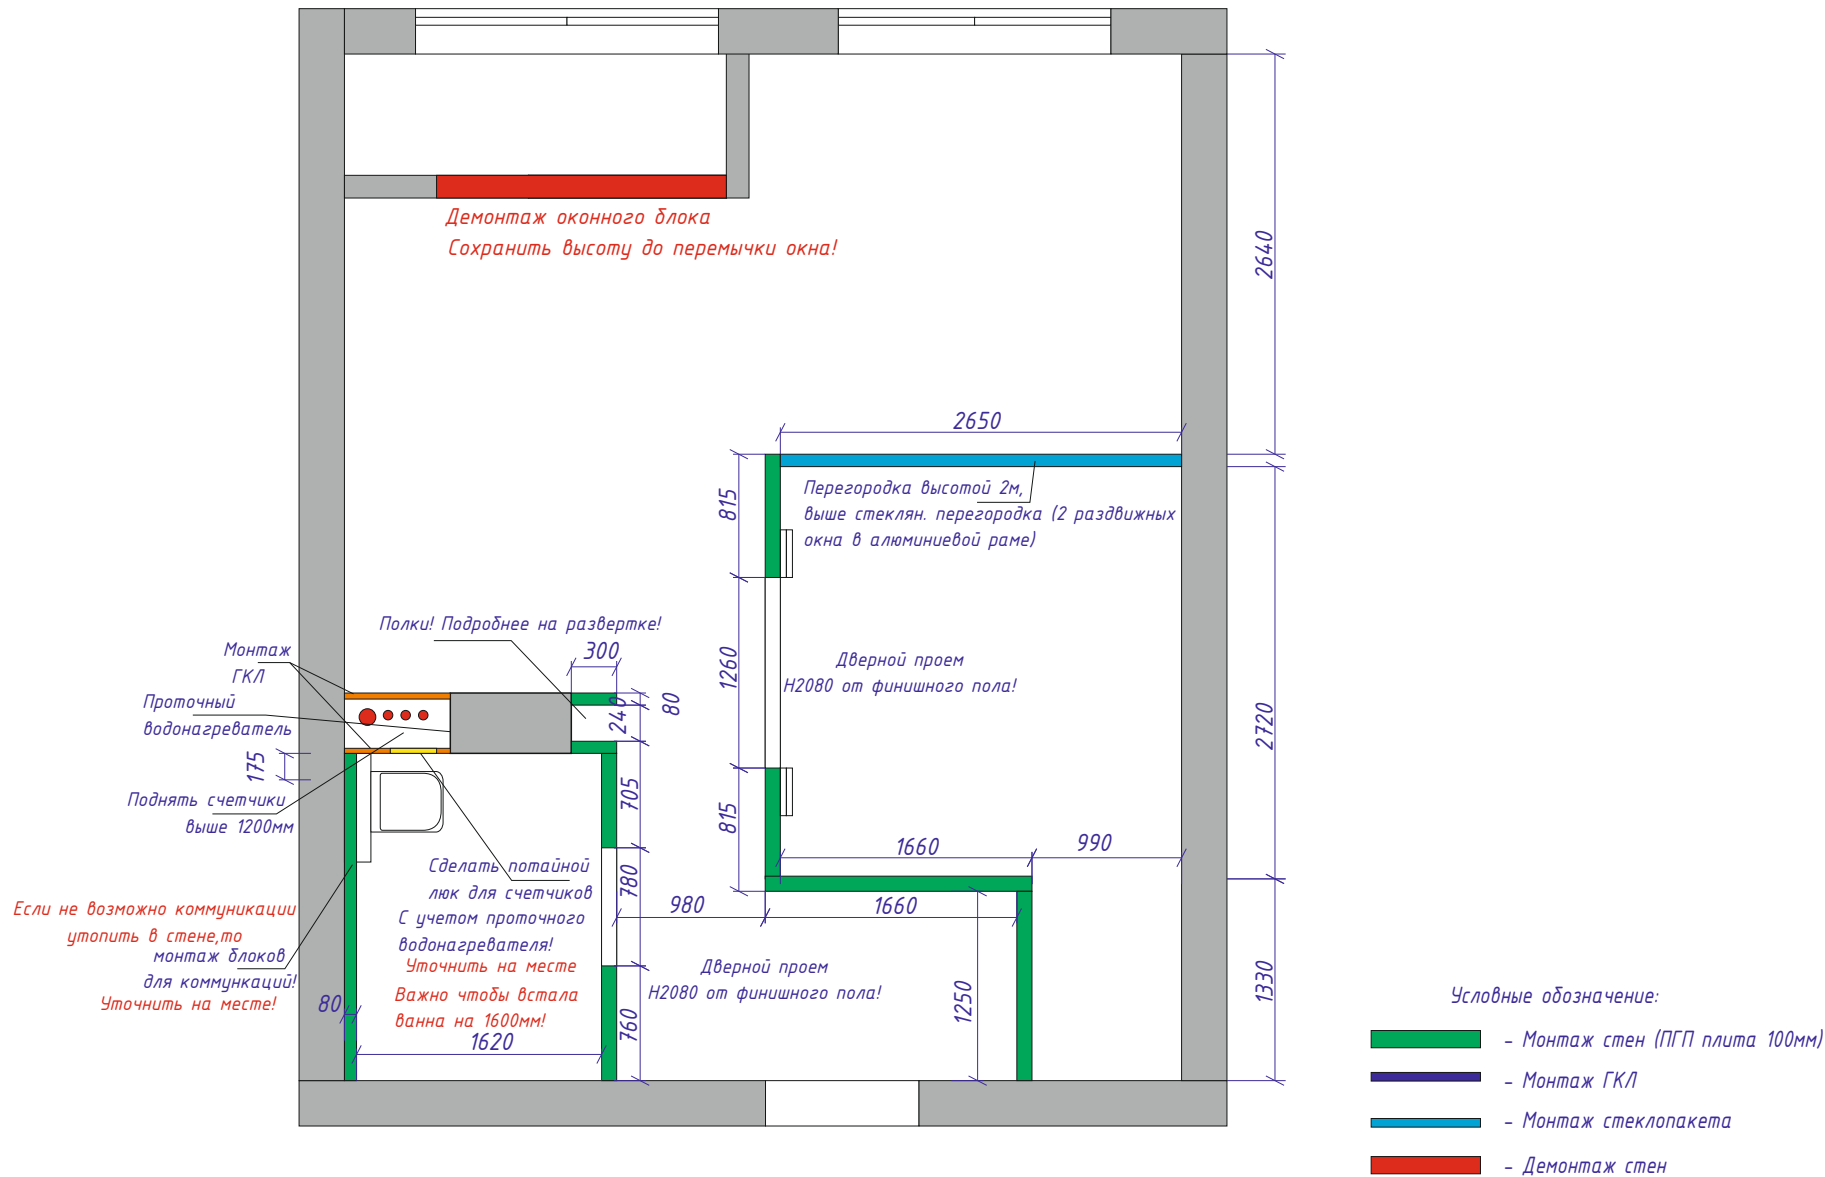 Демонтаж оконного блока
Сохранить высоту до перемычки окна!
2640
2650
Перегородка высотой 2м,
выше стеклян. перегородка (2 раздвижных
окна в алюминиевой раме)
815
1260
815
Дверной проем
Н2080 от финишного пола!
2720
Полки! Подробнее на развертке!
300
80
240
Монтаж
ГКЛ
Проточный
водонагреватель
175
Поднять счетчики
выше 1200мм
705
780
760
1660
990
980
1660
1250
1330
Сделать потайной
люк для счетчиков
С учетом проточного
водонагревателя!
Уточнить на месте
Важно чтобы встала
ванна на 1600мм!
1620
80
Если не возможно коммуникации
утопить в стене,то
монтаж блоков
для коммункаций!
Уточнить на месте!
Дверной проем
Н2080 от финишного пола!
Условные обозначение:
- Монтаж стен (ПГП плита 100мм)
- Монтаж ГКЛ
- Монтаж стеклопакета
- Демонтаж стен